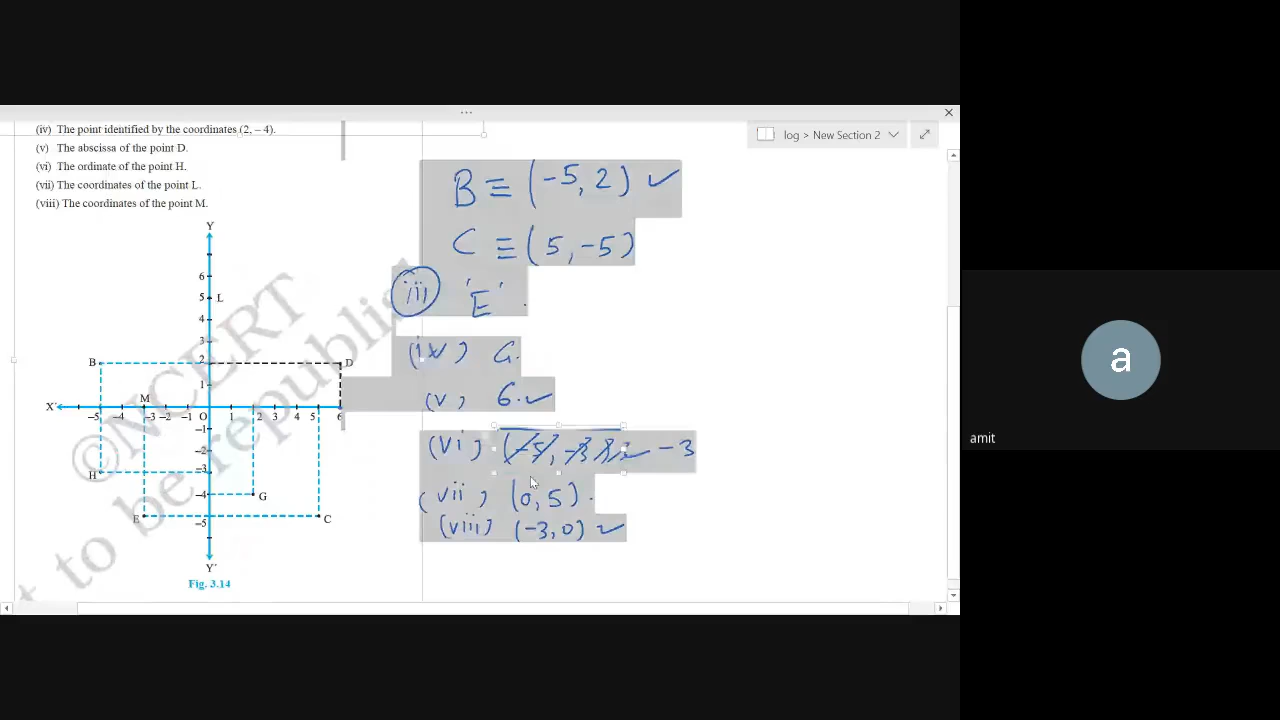 (iv) The point identified by the coordinates (2, – 4).
(v) The abscissa of the point D.
(vi) The ordinate of the point H.
(vii) The coordinates of the point L.
(viii) The coordinates of the point M.
log > New Section 2
B ≡ (-5, 2) ✓
C ≡ (5, -5)
iii 'E' .
(iv) G.
(v) 6. ✓
(vi) -3
(vii) (0, 5) .
(viii) (-3, 0) ✓
Y
6
5 L
4
3
B 2 D
1
X′ –5 –4 M –3 –2 –1 O 1 2 3 4 5 6
–1
–2
H –3
–4 G
E –5 C
Y′
Fig. 3.14
©NCERT
t to be republis
a
amit